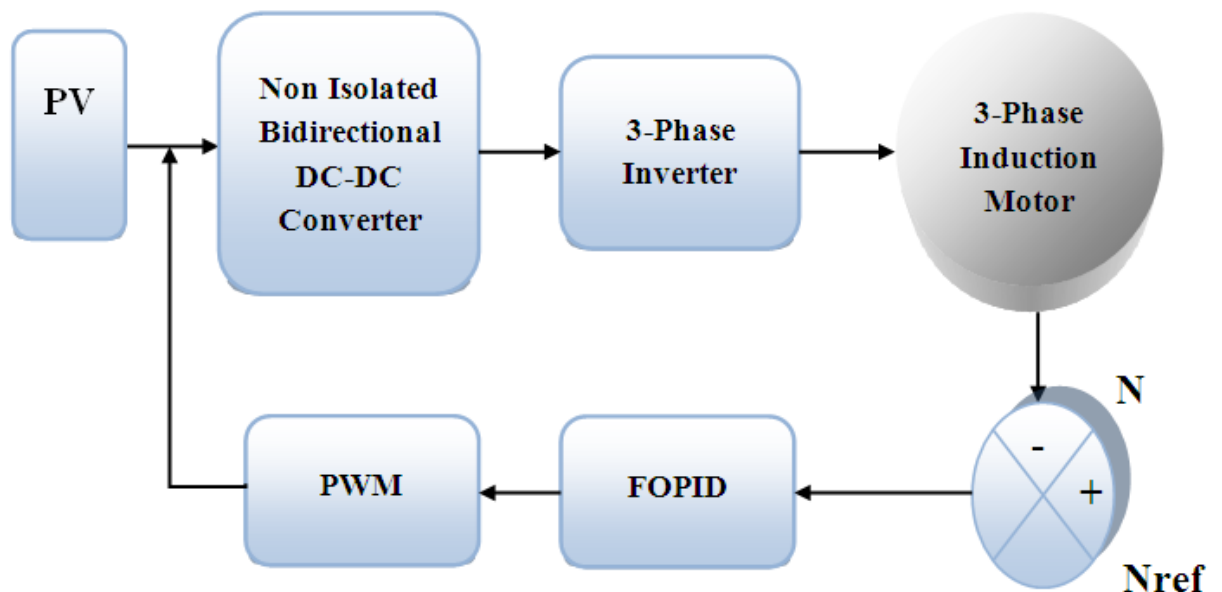 PV
Non Isolated
Bidirectional
DC-DC
Converter
3-Phase
Inverter
3-Phase
Induction
Motor
N
-
+
Nref
FOPID
PWM